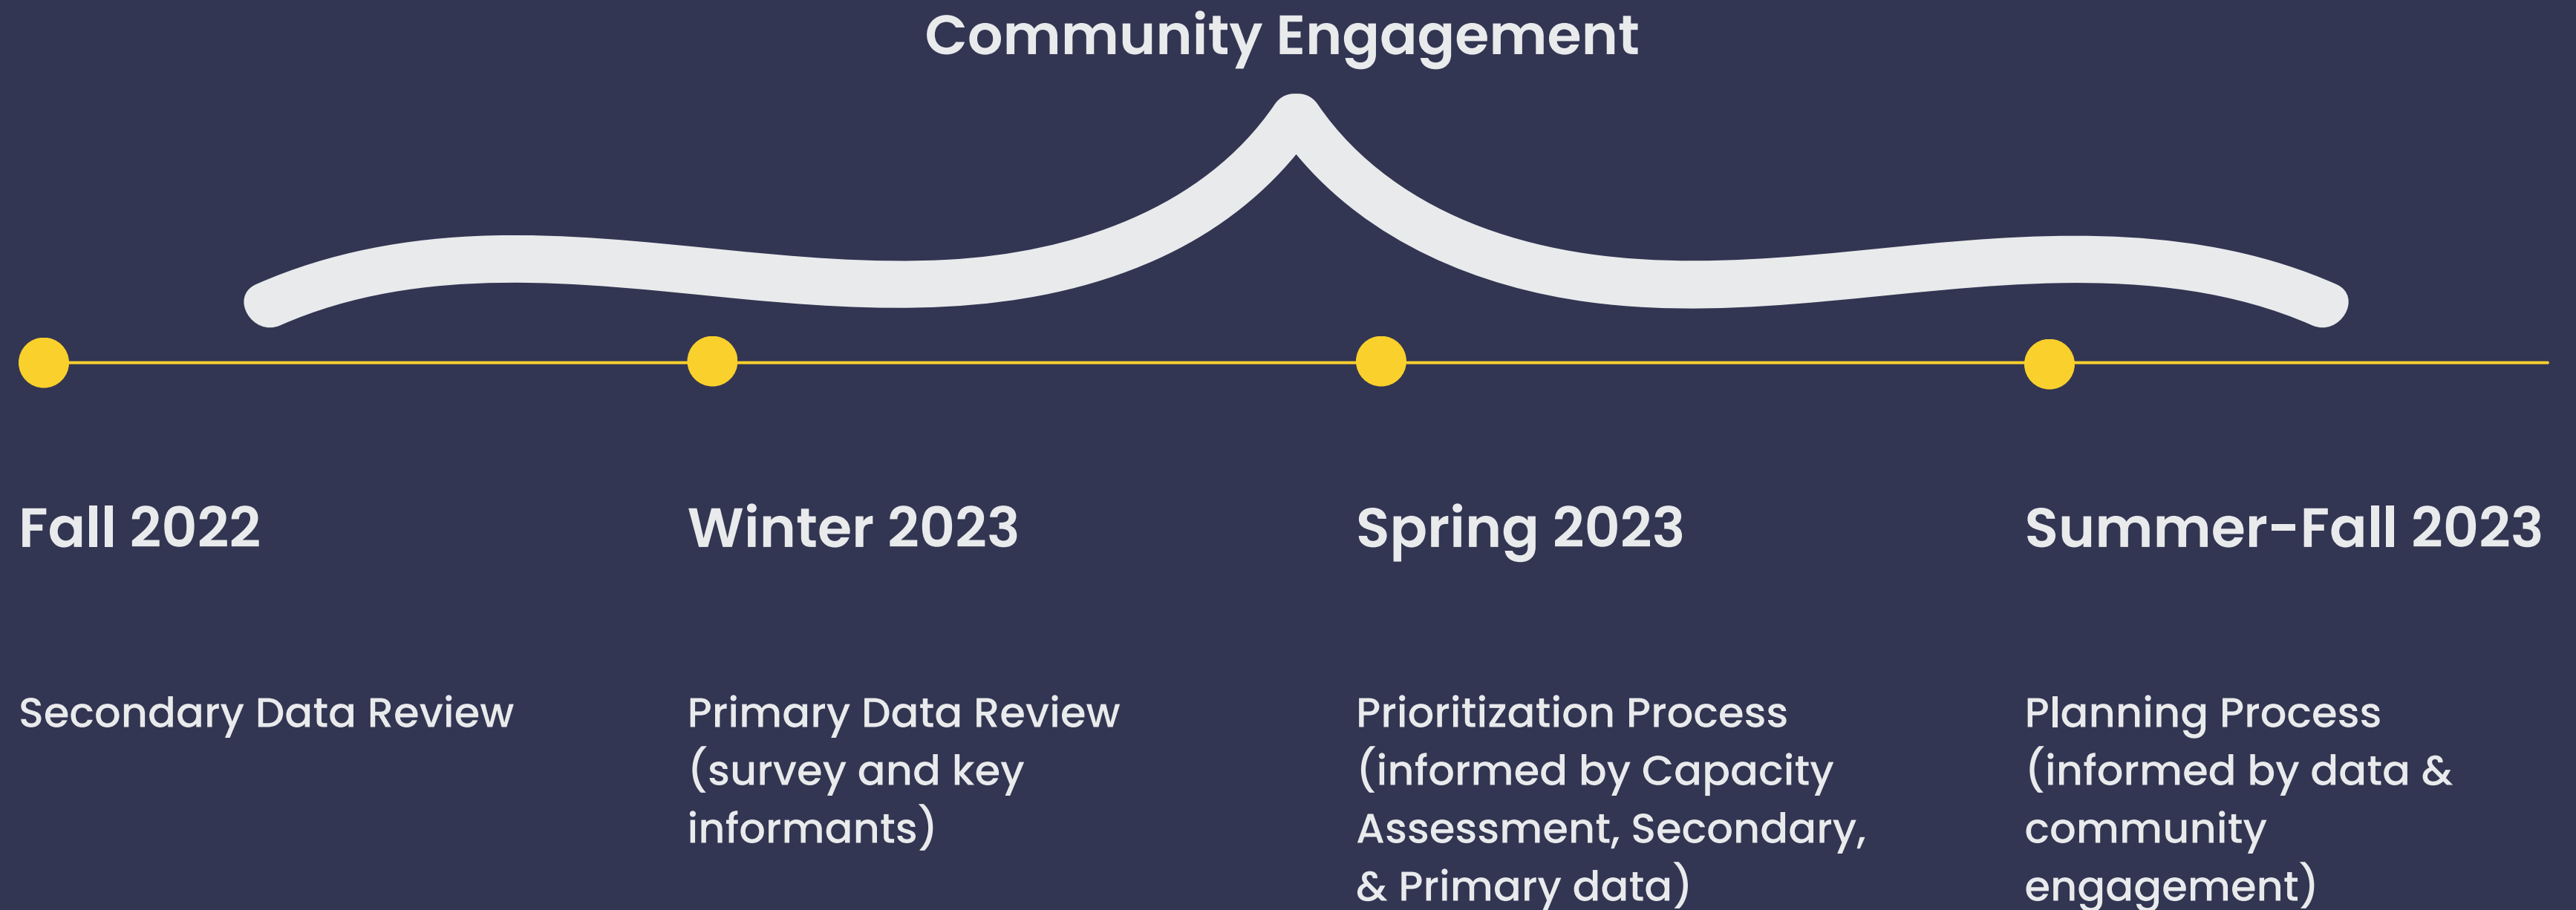 Community Engagement
Fall 2022
Secondary Data Review
Winter 2023
Primary Data Review
(survey and key
informants)
Spring 2023
Prioritization Process
(informed by Capacity
Assessment, Secondary,
& Primary data)
Summer-Fall 2023
Planning Process
(informed by data &
community
engagement)